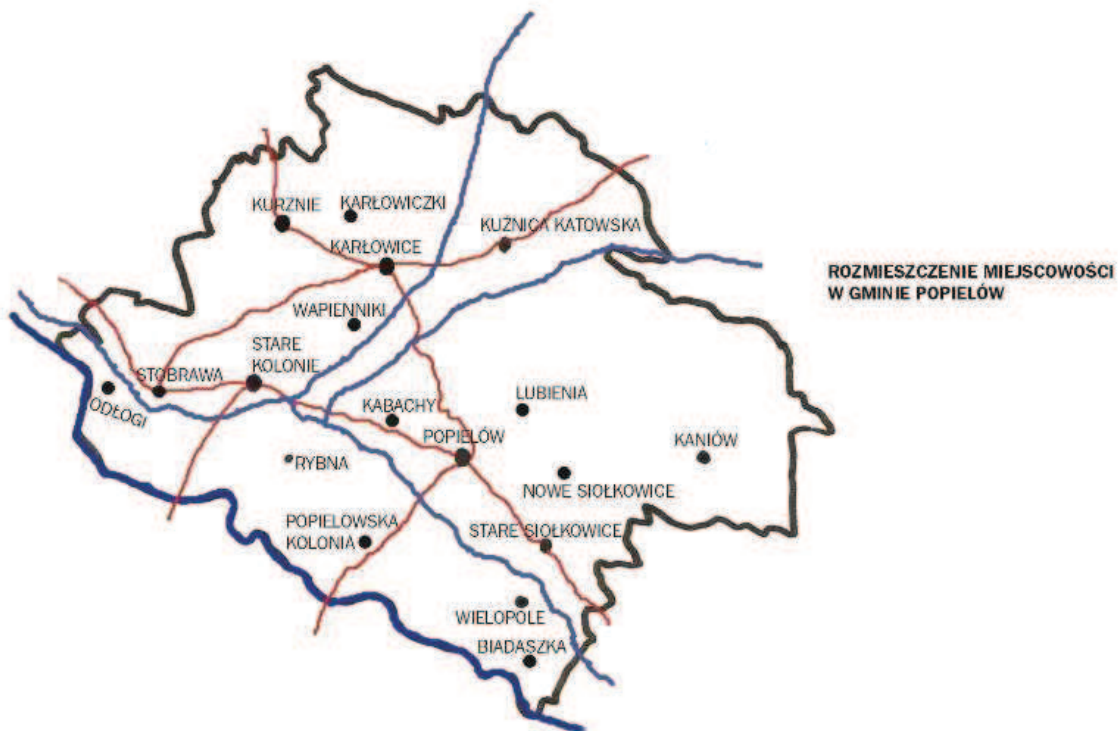 KURZNIE
KARŁOWICZKI
KUŹNICA KATOWSKA
KARŁOWICE
ROZMIESZCZENIE MIEJSCOWOŚCI
W GMINIE POPIELÓW
WAPIENNIKI
STARE
KOLONIE
STOBRAWA
ODŁOGI
KABACHY
LUBIENIA
POPIELÓW
KANIÓW
RYBNA
NOWE SIOŁKOWICE
POPIELOWSKA
KOLONIA
STARE SIOŁKOWICE
WIELOPOLE
BIADASZKA